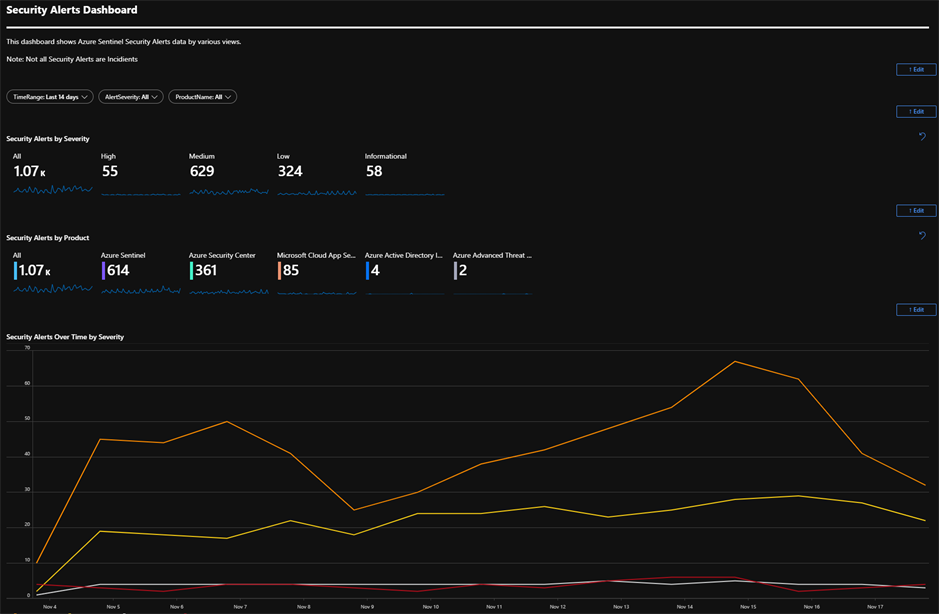 Security Alerts Dashboard
This dashboard shows Azure Sentinel Security Alerts data by various views.
Note: Not all Security Alerts are Incidients
↑ Edit
TimeRange: Last 14 days AlertSeverity: All ProductName: All
↑ Edit
Security Alerts by Severity
All High Medium Low Informational
1.07 K 55 629 324 58
↑ Edit
Security Alerts by Product
All Azure Sentinel Azure Security Center Microsoft Cloud App Se... Azure Active Directory I... Azure Advanced Threat ...
1.07 K 614 361 85 4 2
↑ Edit
Security Alerts Over Time by Severity
70
60
50
40
30
20
10
0
Nov 4 Nov 5 Nov 6 Nov 7 Nov 8 Nov 9 Nov 10 Nov 11 Nov 12 Nov 13 Nov 14 Nov 15 Nov 16 Nov 17